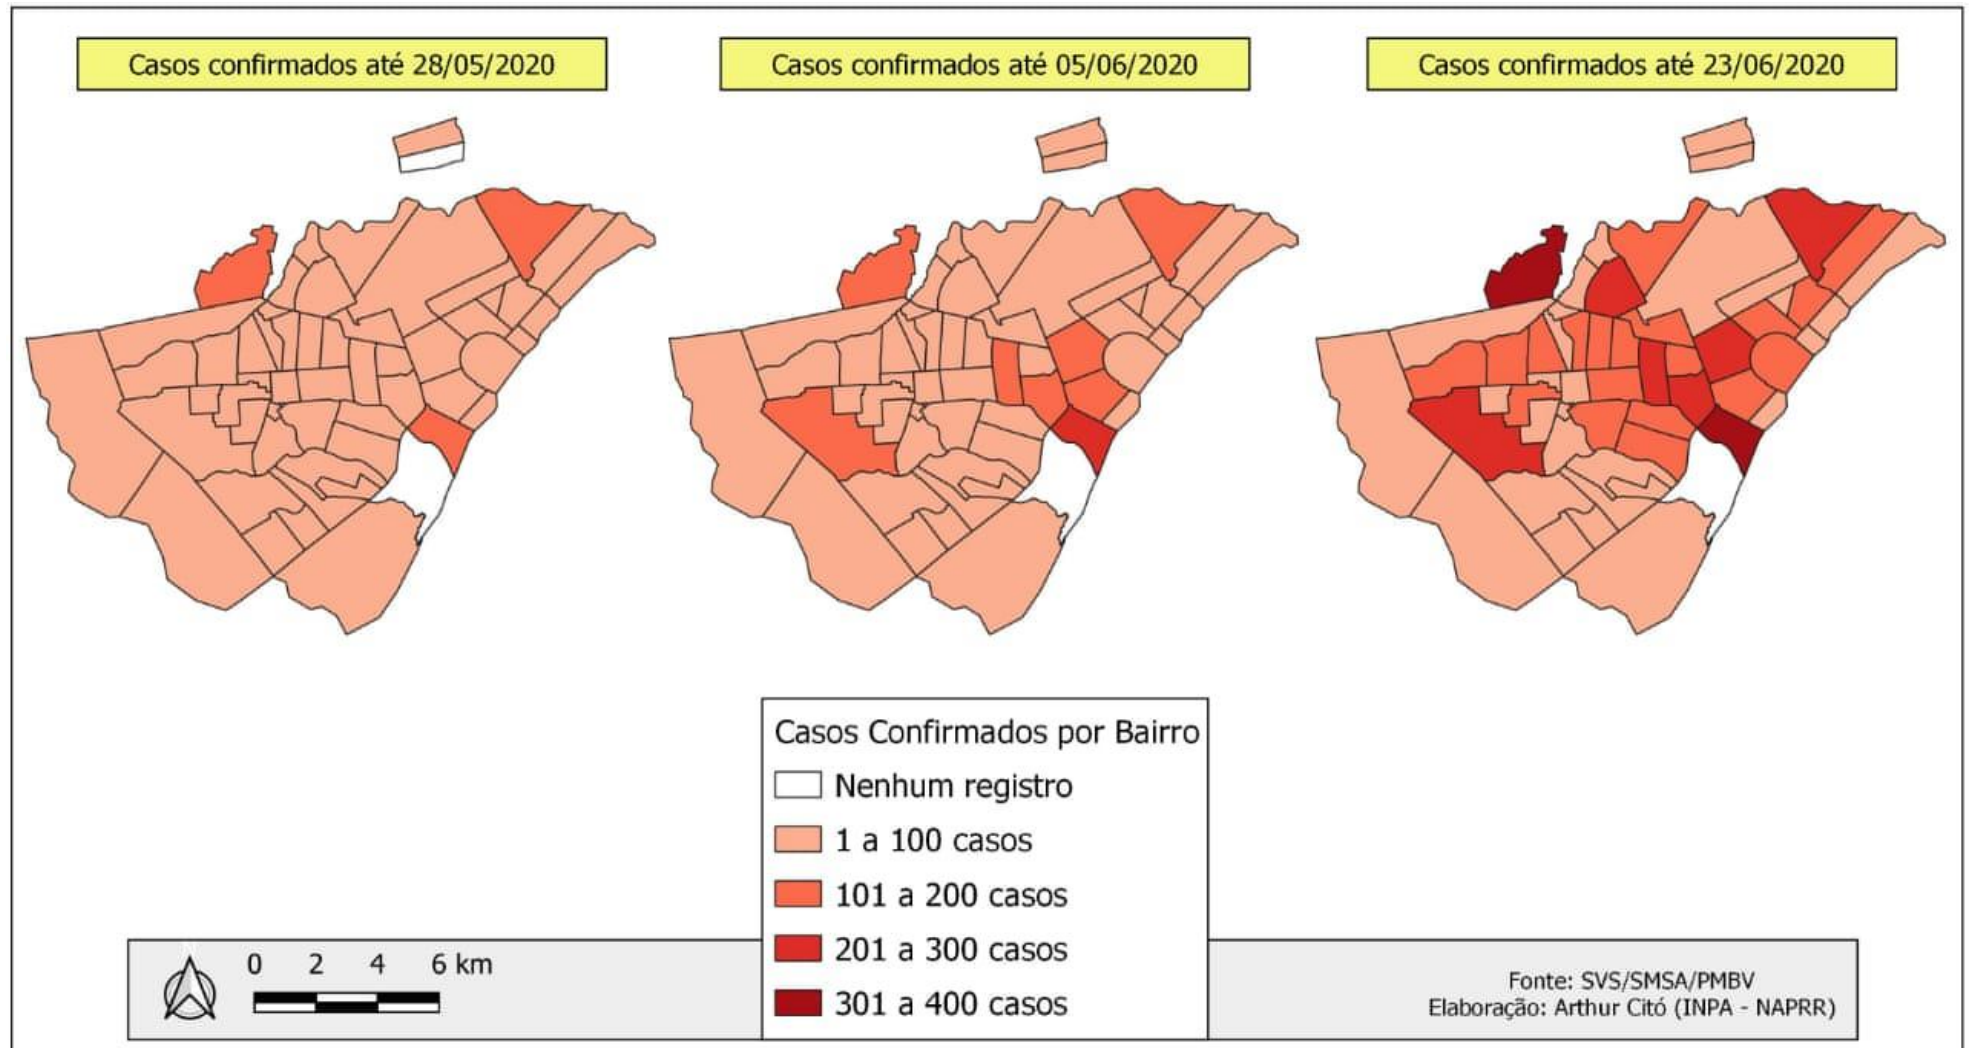 Casos confirmados até 28/05/2020
Casos confirmados até 05/06/2020
Casos confirmados até 23/06/2020
Casos Confirmados por Bairro
Nenhum registro
1 a 100 casos
101 a 200 casos
201 a 300 casos
301 a 400 casos
0 2 4 6 km
Fonte: SVS/SMSA/PMBV
Elaboração: Arthur Citó (INPA - NAPRR)